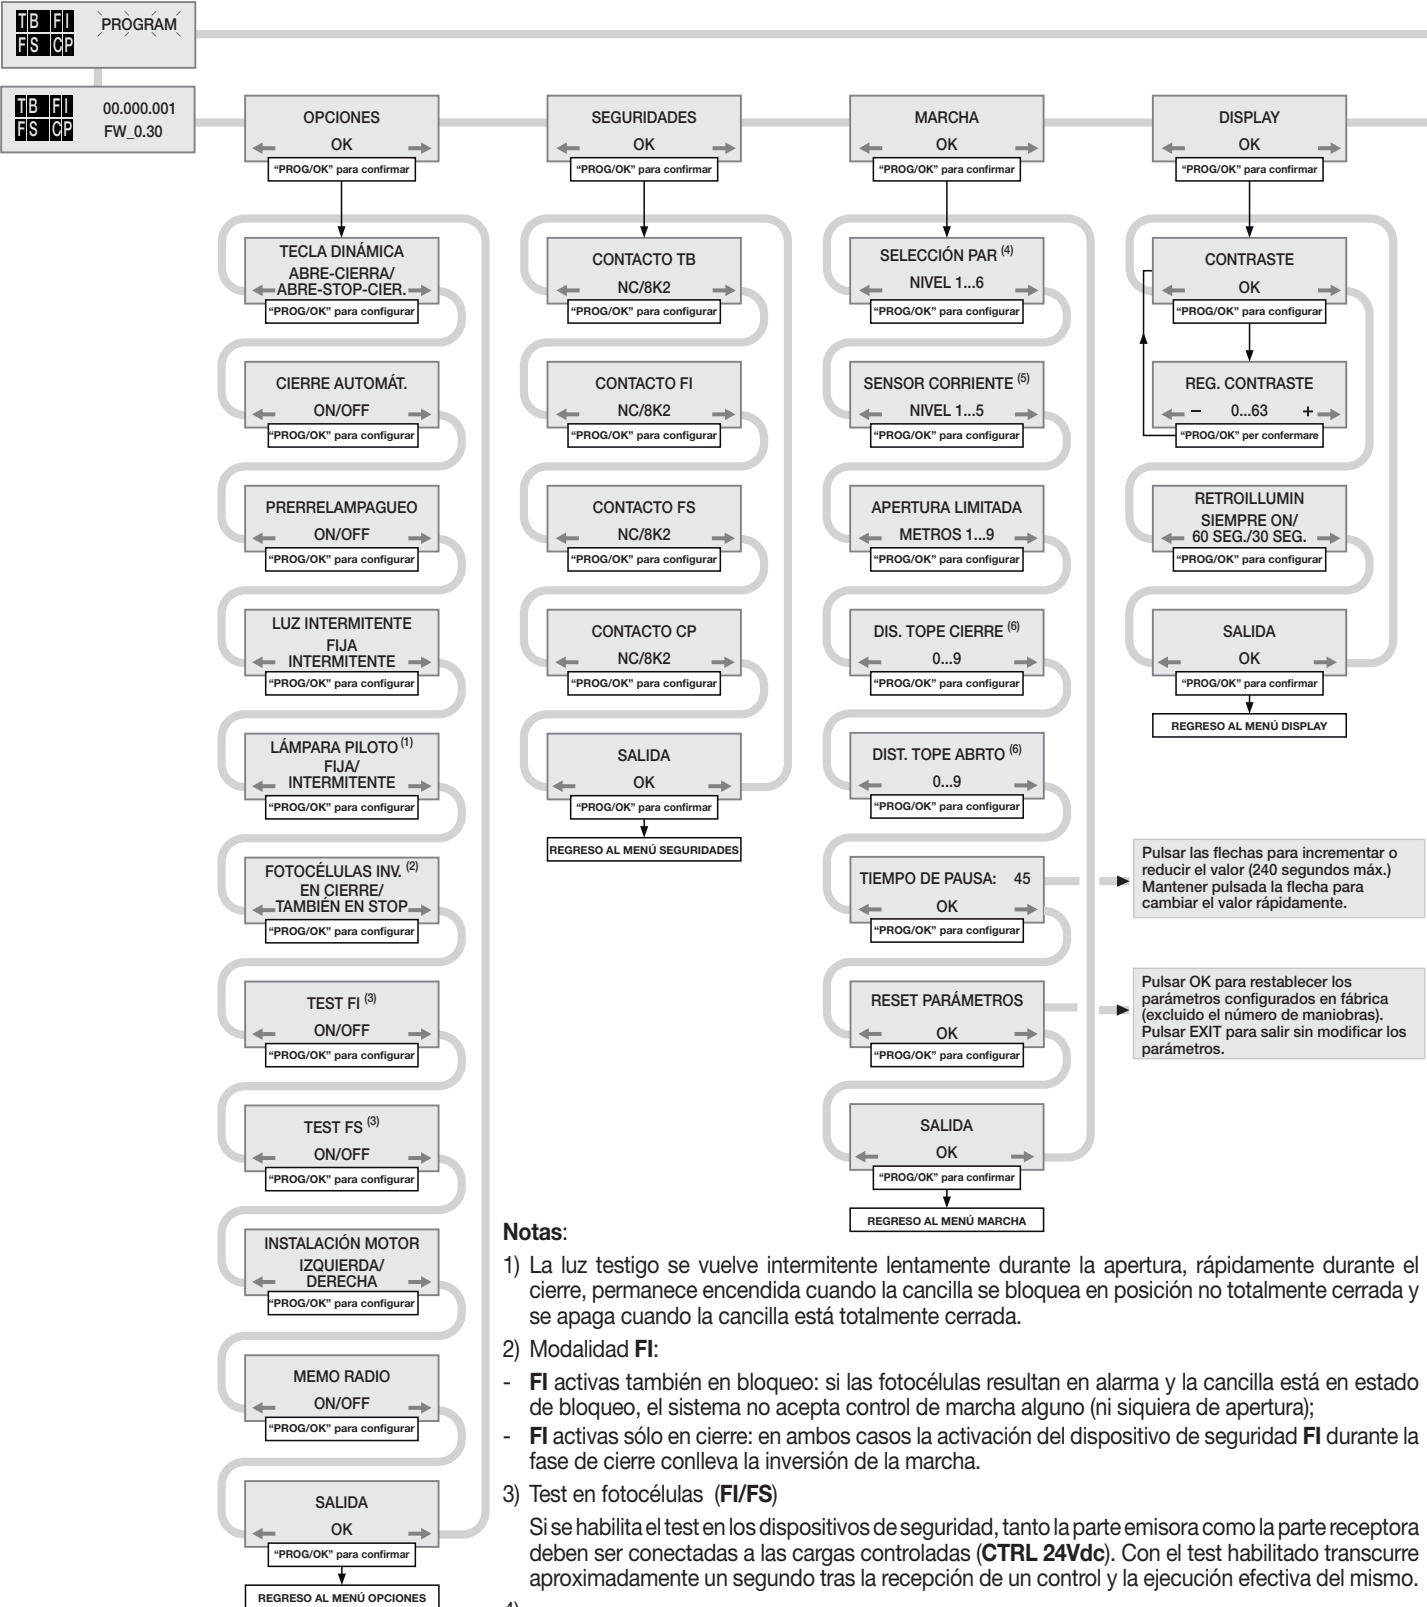 TB FI
FS CP
PROGRAM
TB FI
FS CP
00.000.001
FW_0.30
OPCIONES
OK
“PROG/OK” para confirmar
TECLA DINÁMICA
ABRE-CIERRA/
ABRE-STOP-CIER.
“PROG/OK” para configurar
CIERRE AUTOMÁT.
ON/OFF
“PROG/OK” para configurar
PRERRELAMPAGUEO
ON/OFF
“PROG/OK” para configurar
LUZ INTERMITENTE
FIJA
INTERMITENTE
“PROG/OK” para configurar
LÁMPARA PILOTO (1)
FIJA/
INTERMITENTE
“PROG/OK” para configurar
FOTOCÉLULAS INV. (2)
EN CIERRE/
TAMBIÉN EN STOP
“PROG/OK” para configurar
TEST FI (3)
ON/OFF
“PROG/OK” para configurar
TEST FS (3)
ON/OFF
“PROG/OK” para configurar
INSTALACIÓN MOTOR
IZQUIERDA/
DERECHA
“PROG/OK” para configurar
MEMO RADIO
ON/OFF
“PROG/OK” para configurar
SALIDA
OK
“PROG/OK” para confirmar
REGRESO AL MENÚ OPCIONES
SEGURIDADES
OK
“PROG/OK” para confirmar
CONTACTO TB
NC/8K2
“PROG/OK” para configurar
CONTACTO FI
NC/8K2
“PROG/OK” para configurar
CONTACTO FS
NC/8K2
“PROG/OK” para configurar
CONTACTO CP
NC/8K2
“PROG/OK” para configurar
SALIDA
OK
“PROG/OK” para confirmar
REGRESO AL MENÚ SEGURIDADES
MARCHA
OK
“PROG/OK” para confirmar
SELECCIÓN PAR (4)
NIVEL 1...6
“PROG/OK” para configurar
SENSOR CORRIENTE (5)
NIVEL 1...5
“PROG/OK” para configurar
APERTURA LIMITADA
METROS 1...9
“PROG/OK” para configurar
DIS. TOPE CIERRE (6)
0...9
“PROG/OK” para configurar
DIST. TOPE ABRTO (6)
0...9
“PROG/OK” para configurar
TIEMPO DE PAUSA: 45
OK
“PROG/OK” para configurar
RESET PARÁMETROS
OK
“PROG/OK” para configurar
SALIDA
OK
“PROG/OK” para confirmar
REGRESO AL MENÚ MARCHA
DISPLAY
OK
“PROG/OK” para confirmar
CONTRASTE
OK
“PROG/OK” para configurar
REG. CONTRASTE
– 0...63 +
“PROG/OK” per confermare
RETROILLUMIN
SIEMPRE ON/
60 SEG./30 SEG.
“PROG/OK” para configurar
SALIDA
OK
“PROG/OK” para confirmar
REGRESO AL MENÚ DISPLAY
Pulsar las flechas para incrementar o
reducir el valor (240 segundos máx.)
Mantener pulsada la flecha para
cambiar el valor rápidamente.
Pulsar OK para restablecer los
parámetros configurados en fábrica
(excluido el número de maniobras).
Pulsar EXIT para salir sin modificar los
parámetros.
Notas:
1) La luz testigo se vuelve intermitente lentamente durante la apertura, rápidamente durante el
cierre, permanece encendida cuando la cancilla se bloquea en posición no totalmente cerrada y
se apaga cuando la cancilla está totalmente cerrada.
2) Modalidad FI:
- FI activas también en bloqueo: si las fotocélulas resultan en alarma y la cancilla está en estado
de bloqueo, el sistema no acepta control de marcha alguno (ni siquiera de apertura);
- FI activas sólo en cierre: en ambos casos la activación del dispositivo de seguridad FI durante la
fase de cierre conlleva la inversión de la marcha.
3) Test en fotocélulas (FI/FS)
Si se habilita el test en los dispositivos de seguridad, tanto la parte emisora como la parte receptora
deben ser conectadas a las cargas controladas (CTRL 24Vdc). Con el test habilitado transcurre
aproximadamente un segundo tras la recepción de un control y la ejecución efectiva del mismo.